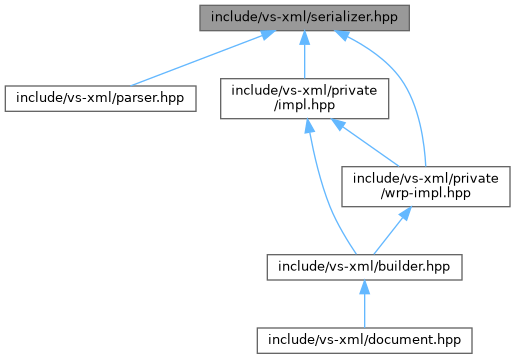 include/vs-xml/serializer.hpp
include/vs-xml/parser.hpp
include/vs-xml/private
/impl.hpp
include/vs-xml/private
/wrp-impl.hpp
include/vs-xml/builder.hpp
include/vs-xml/document.hpp